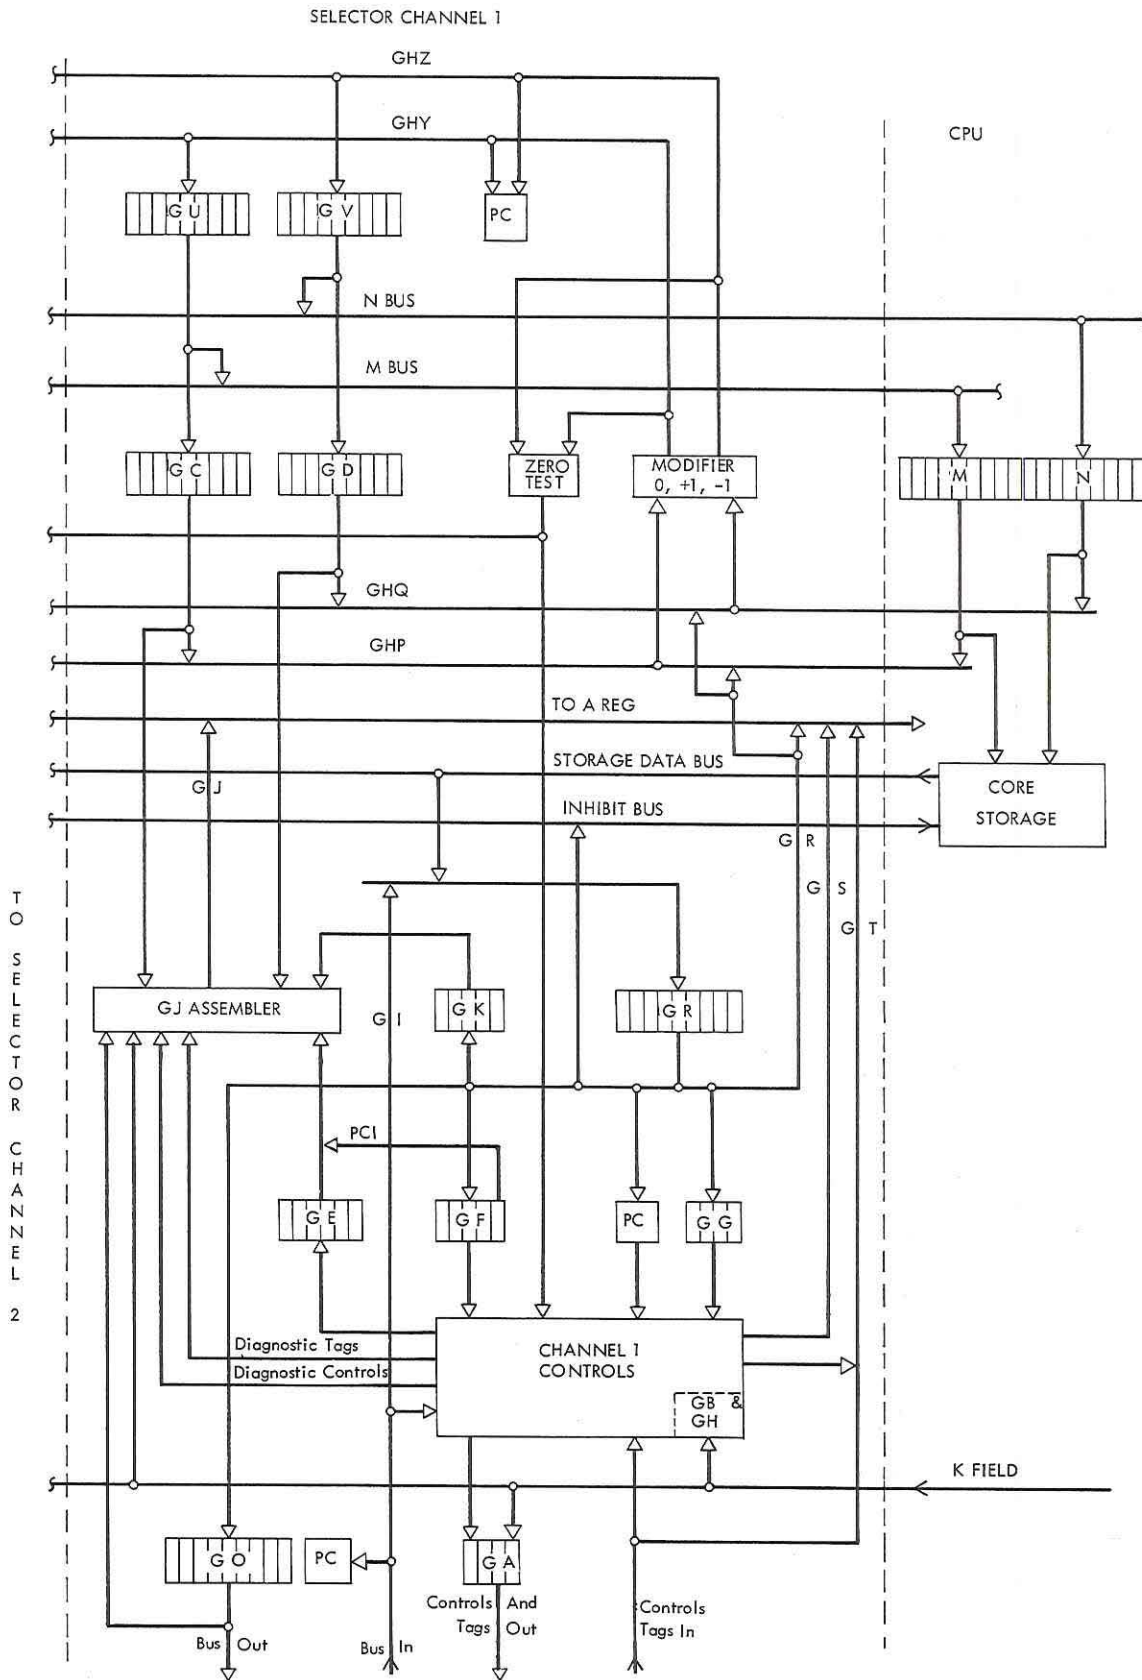 SELECTOR CHANNEL 1
GHZ
GHY
CPU
G U
G V
PC
N BUS
M BUS
G C
G D
ZERO
TEST
MODIFIER
0, +1, -1
M
N
GHQ
GHP
TO A REG
STORAGE DATA BUS
G J
CORE
STORAGE
INHIBIT BUS
G R
G S
G T
TO SELECTOR CHANNEL 2
GJ ASSEMBLER
G I
G K
G R
PCI
G E
G F
PC
G G
Diagnostic Tags
Diagnostic Controls
CHANNEL 1
CONTROLS
GB &
GH
K FIELD
G O
PC
G A
Controls And
Tags Out
Controls
Tags In
Bus Out
Bus In